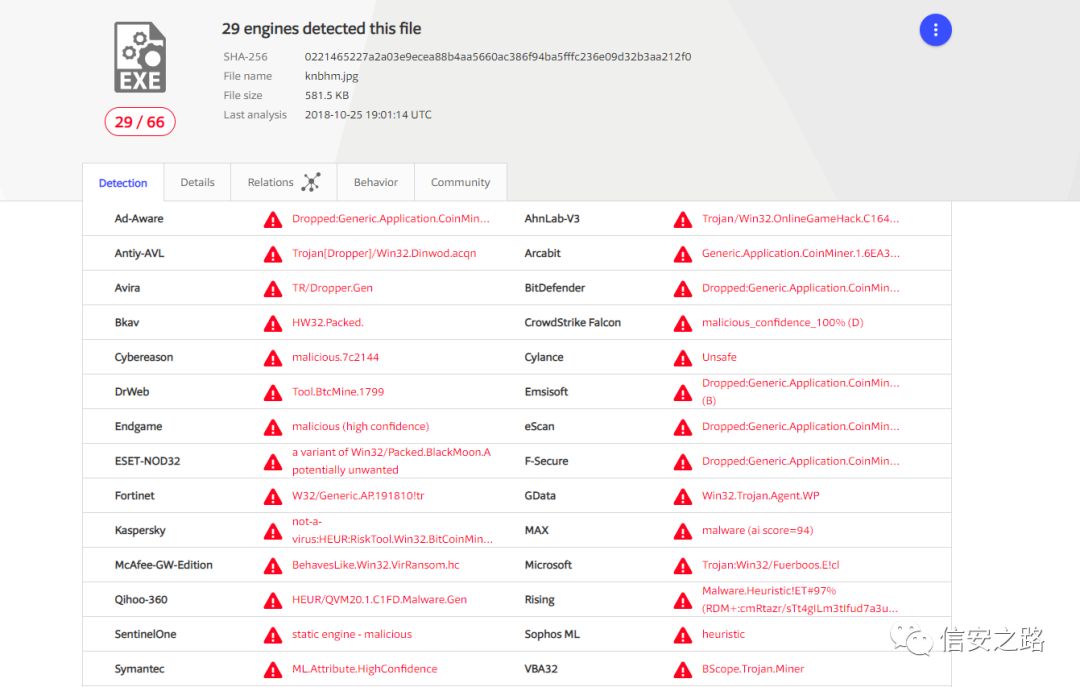 29 engines detected this file
SHA-256 0221465227a2a03e9ecea88b4aa5660ac386f94ba5fffc236e09d32b3aa212f0
File name knbhm.jpg
File size 581.5 KB
Last analysis 2018-10-25 19:01:14 UTC
EXE
29 / 66
Detection Details Relations Behavior Community
Ad-Aware Dropped:Generic.Application.CoinMin... AhnLab-V3 Trojan/Win32.OnlineGameHack.C164...
Antiy-AVL Trojan[Dropper]/Win32.Dinwod.acqn Arcabit Generic.Application.CoinMiner.1.6EA3...
Avira TR/Dropper.Gen BitDefender Dropped:Generic.Application.CoinMin...
Bkav HW32.Packed. CrowdStrike Falcon malicious_confidence_100% (D)
Cybereason malicious.7c2144 Cylance Unsafe
DrWeb Tool.BtcMine.1799 Emsisoft Dropped:Generic.Application.CoinMin...
(B)
Endgame malicious (high confidence) eScan Dropped:Generic.Application.CoinMin...
ESET-NOD32 a variant of Win32/Packed.BlackMoon.A
potentially unwanted
F-Secure Dropped:Generic.Application.CoinMin...
Fortinet W32/Generic.AP.191810!tr GData Win32.Trojan.Agent.WP
Kaspersky not-a-
virus:HEUR:RiskTool.Win32.BitCoinMin...
MAX malware (ai score=94)
McAfee-GW-Edition BehavesLike.Win32.VirRansom.hc Microsoft Trojan:Win32/Fuerboos.E!cl
Qihoo-360 HEUR/QVM20.1.C1FD.Malware.Gen Rising Malware.Heuristic!ET#97%
(RDM+:cmRtazr/sTt4gILm3tIfud7a3u...
SentinelOne static engine - malicious Sophos ML heuristic
Symantec ML.Attribute.HighConfidence VBA32 BScope.Trojan.Miner
信安之路